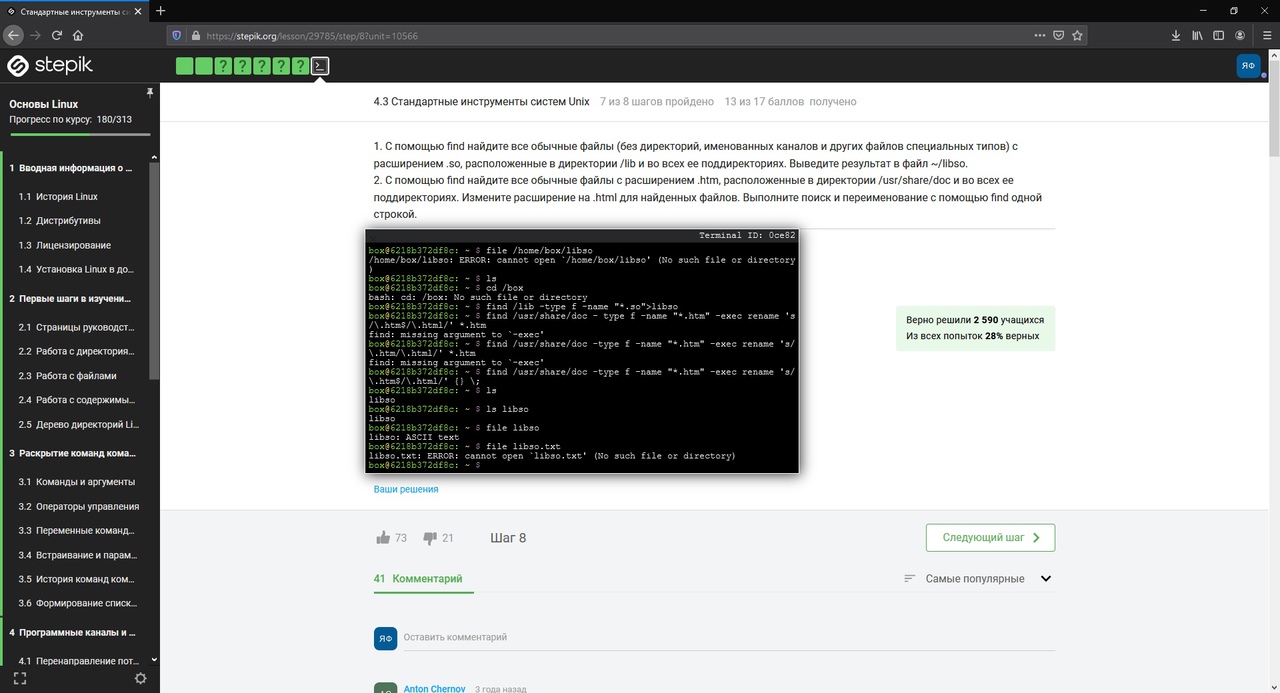 Стандартные инструменты си
https://stepik.org/lesson/29785/step/8?unit=10566
stepik
ЯФ
Основы Linux
Прогресс по курсу: 180/313
1 Вводная информация о ...
1.1 История Linux
1.2 Дистрибутивы
1.3 Лицензирование
1.4 Установка Linux в до...
2 Первые шаги в изучени...
2.1 Страницы руководст...
2.2 Работа с директория...
2.3 Работа с файлами
2.4 Работа с содержимы...
2.5 Дерево директорий Li...
3 Раскрытие команд кома...
3.1 Команды и аргументы
3.2 Операторы управления
3.3 Переменные команд...
3.4 Встраивание и парам...
3.5 История команд ком...
3.6 Формирование списк...
4 Программные каналы и ...
4.1 Перенаправление пот...
4.3 Стандартные инструменты систем Unix 7 из 8 шагов пройдено 13 из 17 баллов получено
1. С помощью find найдите все обычные файлы (без директорий, именованных каналов и других файлов специальных типов) с
расширением .so, расположенные в директории /lib и во всех ее поддиректориях. Выведите результат в файл ~/libso.
2. С помощью find найдите все обычные файлы с расширением .htm, расположенные в директории /usr/share/doc и во всех ее
поддиректориях. Измените расширение на .html для найденных файлов. Выполните поиск и переименование с помощью find одной
строкой.
Terminal ID: 0ce82
box@6218b372df8c: ~ $ file /home/box/libso
/home/box/libso: ERROR: cannot open `/home/box/libso' (No such file or directory
)
box@6218b372df8c: ~ $ ls
box@6218b372df8c: ~ $ cd /box
bash: cd: /box: No such file or directory
box@6218b372df8c: ~ $ find /lib -type f -name "*.so">libso
box@6218b372df8c: ~ $ find /usr/share/doc - type f -name "*.htm" -exec rename 's
/\.htm$/\.html/' *.htm
find: missing argument to `-exec'
box@6218b372df8c: ~ $ find /usr/share/doc -type f -name "*.htm" -exec rename 's/
\.htm/\.html/' *.htm
find: missing argument to `-exec'
box@6218b372df8c: ~ $ find /usr/share/doc -type f -name "*.htm" -exec rename 's/
\.htm$/\.html/' {} \;
box@6218b372df8c: ~ $ ls
libso
box@6218b372df8c: ~ $ ls libso
libso
box@6218b372df8c: ~ $ file libso
libso: ASCII text
box@6218b372df8c: ~ $ file libso.txt
libso.txt: ERROR: cannot open `libso.txt' (No such file or directory)
box@6218b372df8c: ~ $
Верно решили 2 590 учащихся
Из всех попыток 28% верных
Ваши решения
73 21 Шаг 8
Следующий шаг
41 Комментарий
Самые популярные
ЯФ Оставить комментарий
Anton Chernov 3 года назад